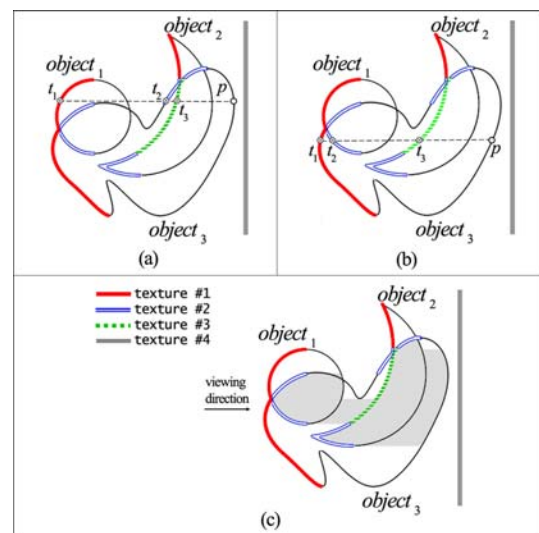 object 2
object 1
t1
t2
t3
p
object 3
(a)
object 2
object 1
t1
t2
t3
p
object 3
(b)
texture #1
texture #2
texture #3
texture #4
object 2
object 1
viewing
direction
object 3
(c)